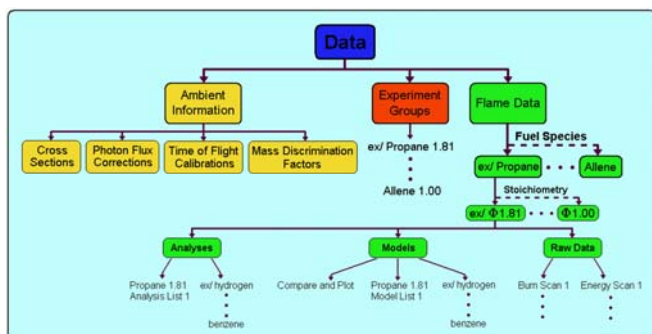 Data
Ambient
Information
Experiment
Groups
Flame Data
Cross
Sections
Photon Flux
Corrections
Time of Flight
Calibrations
Mass Discrimination
Factors
ex/ Propane 1.81
Allene 1.00
Fuel Species
ex/ Propane
Allene
Stoichiometry
ex/ Φ1.81
Φ1.00
Analyses
Models
Raw Data
Propane 1.81
Analysis List 1
ex/ hydrogen
benzene
Compare and Plot
Propane 1.81
Model List 1
ex/ hydrogen
benzene
Burn Scan 1
Energy Scan 1